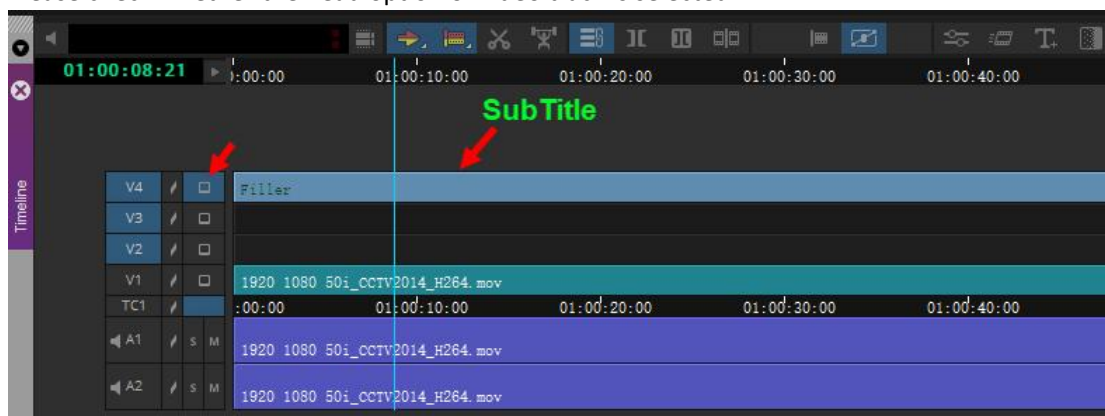 01:00:08:21
:00:00 01:00:10:00 01:00:20:00 01:00:30:00 01:00:40:00
SubTitle
Timeline
V4 Filler
V3
V2
V1 1920 1080 50i_CCTV2014_H264.mov
TC1 :00:00 01:00:10:00 01:00:20:00 01:00:30:00 01:00:40:00
A1 S M 1920 1080 50i_CCTV2014_H264.mov
A2 S M 1920 1080 50i_CCTV2014_H264.mov